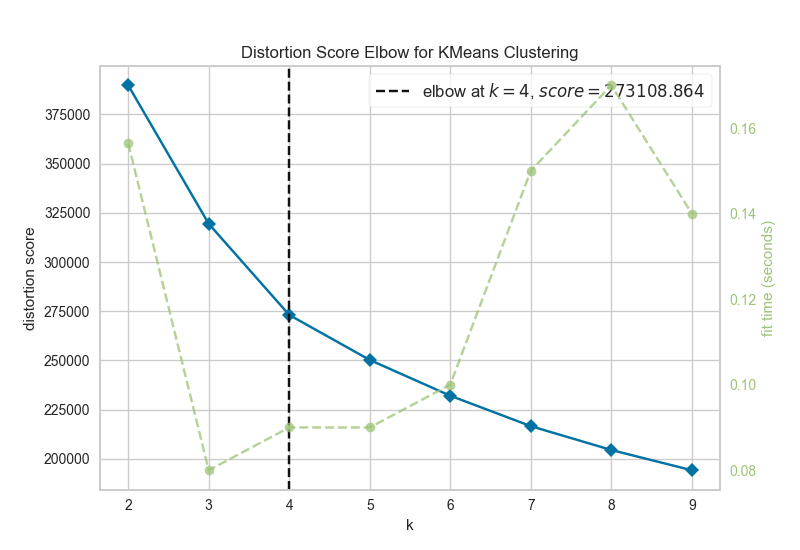 Distortion Score Elbow for KMeans Clustering
elbow at k = 4, score = 273108.864
distortion score
375000
350000
325000
300000
275000
250000
225000
200000
0.16
0.14
0.12
0.10
0.08
fit time (seconds)
2 3 4 5 6 7 8 9
k